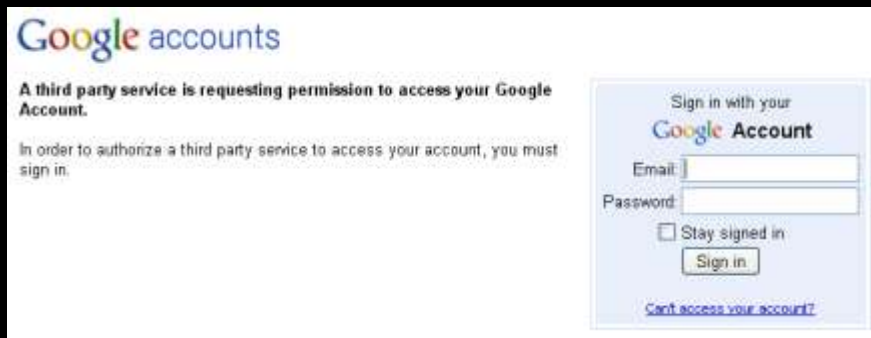 Google accounts
A third party service is requesting permission to access your Google
Account.
In order to authorize a third party service to access your account, you must
sign in.
Sign in with your
Google Account
Email:
Password:
Stay signed in
Sign in
Can't access your account?